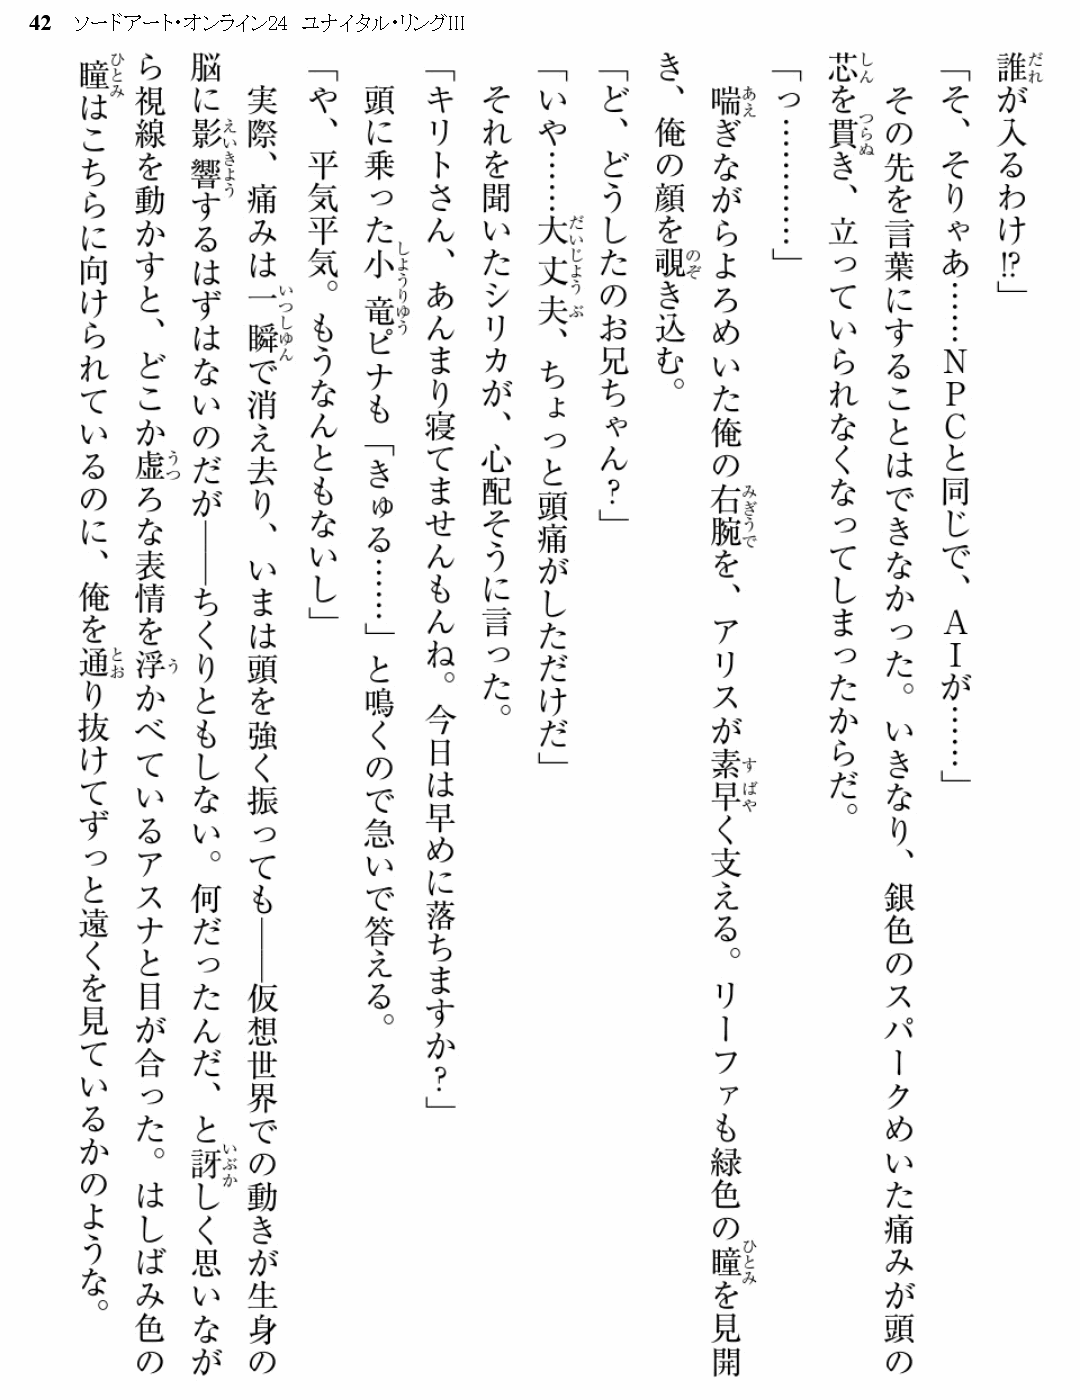 42 ソードアート・オンライン24 ユナイタル・リングⅢ
誰が入るわけ!?」
「そ、そりゃあ……ＮＰＣと同じで、ＡＩが……」
その先を言葉にすることはできなかった。いきなり、銀色のスパークめいた痛みが頭の
芯を貫き、立っていられなくなってしまったからだ。
「っ…………」
喘ぎながらよろめいた俺の右腕を、アリスが素早く支える。リーファも緑色の瞳を見開
き、俺の顔を覗き込む。
「ど、どうしたのお兄ちゃん？」
「いや……大丈夫、ちょっと頭痛がしただけだ」
それを聞いたシリカが、心配そうに言った。
「キリトさん、あんまり寝てませんもんね。今日は早めに落ちますか？」
頭に乗った小竜ピナも「きゅる……」と鳴くので急いで答える。
「や、平気平気。もうなんともないし」
実際、痛みは一瞬で消え去り、いまは頭を強く振っても――仮想世界での動きが生身の
脳に影響するはずはないのだが――ちくりともしない。何だったんだ、と訝しく思いなが
ら視線を動かすと、どこか虚ろな表情を浮かべているアスナと目が合った。はしばみ色の
瞳はこちらに向けられているのに、俺を通り抜けてずっと遠くを見ているかのような。